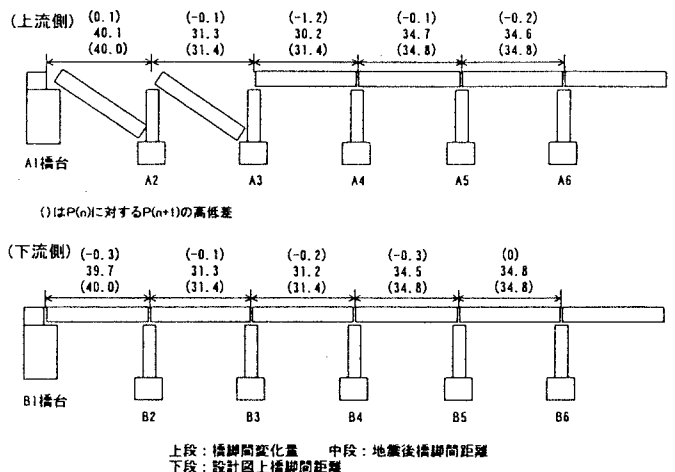 (上流側)
(0.1) (-0.1) (-1.2) (-0.1) (-0.2)
40.1 31.3 30.2 34.7 34.6
(40.0) (31.4) (31.4) (34.8) (34.8)
A1橋台 A2 A3 A4 A5 A6
()はP(n)に対するP(n+1)の高低差
(下流側)
(-0.3) (-0.1) (-0.2) (-0.3) (0)
39.7 31.3 31.2 34.5 34.8
(40.0) (31.4) (31.4) (34.8) (34.8)
B1橋台 B2 B3 B4 B5 B6
上段：橋脚間変化量 中段：地震後橋脚間距離
下段：設計図上橋脚間距離